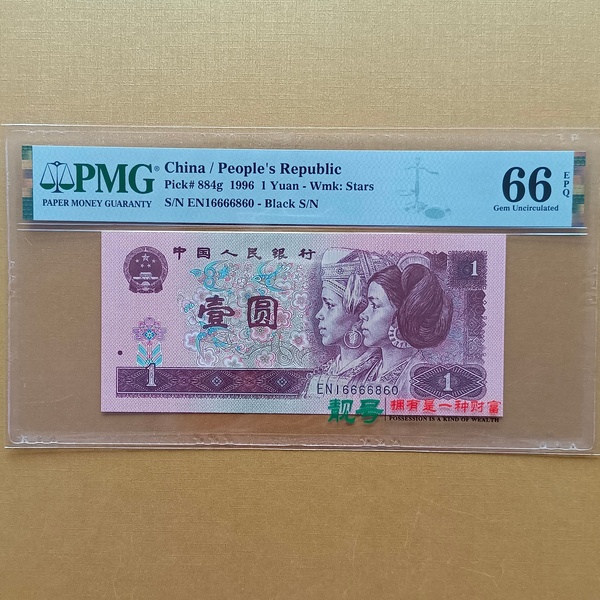 PMG®
PAPER MONEY GUARANTY
China / People's Republic
Pick# 884g 1996 1 Yuan - Wmk: Stars
S/N EN16666860 - Black S/N
66 EPQ
Gem Uncirculated
中国人民银行
1
壹圆
1
EN16666860
1
靓号
拥有是一种财富
POSSESSION IS A KIND OF WEALTH